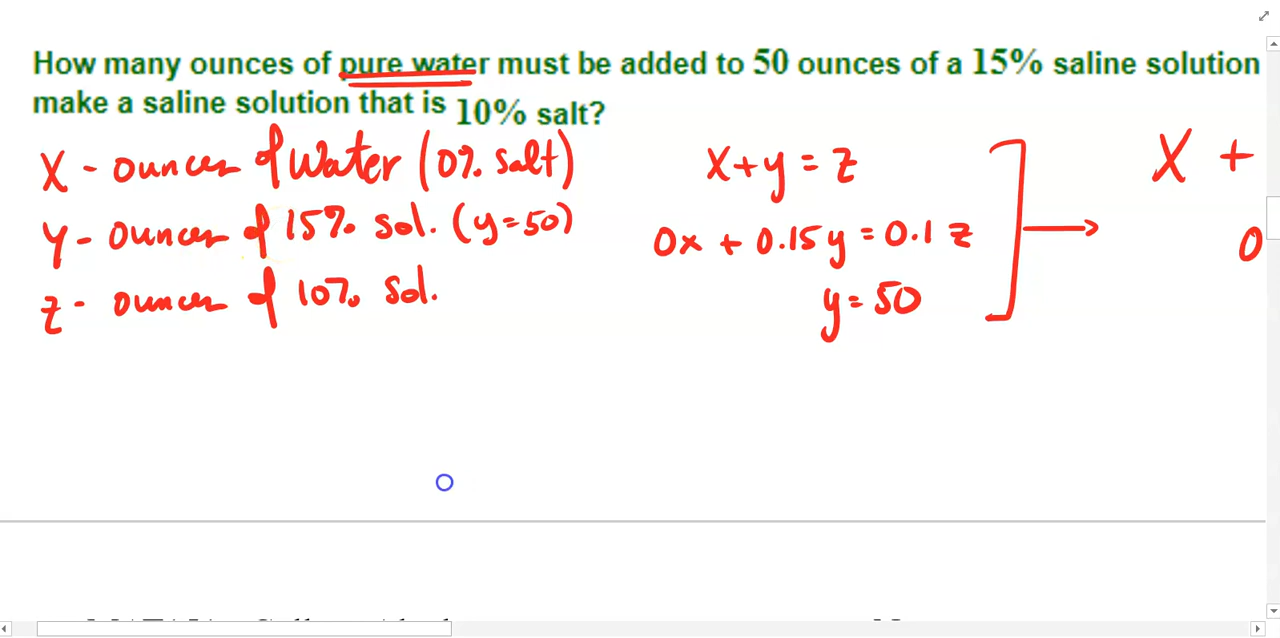 How many ounces of pure water must be added to 50 ounces of a 15% saline solution
make a saline solution that is 10% salt?
X - ounces of Water (0% salt)
y - ounces of 15% sol. (y=50)
z - ounces of 10% sol.
x+y=z
0x + 0.15y = 0.1z
y=50
X +
0